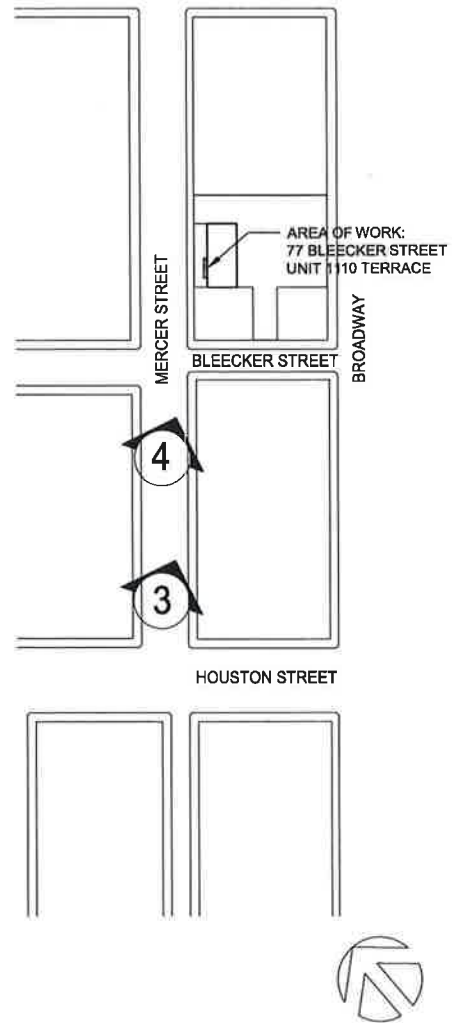 AREA OF WORK:
77 BLEECKER STREET
UNIT 1110 TERRACE
MERCER STREET
BROADWAY
BLEECKER STREET
4
3
HOUSTON STREET